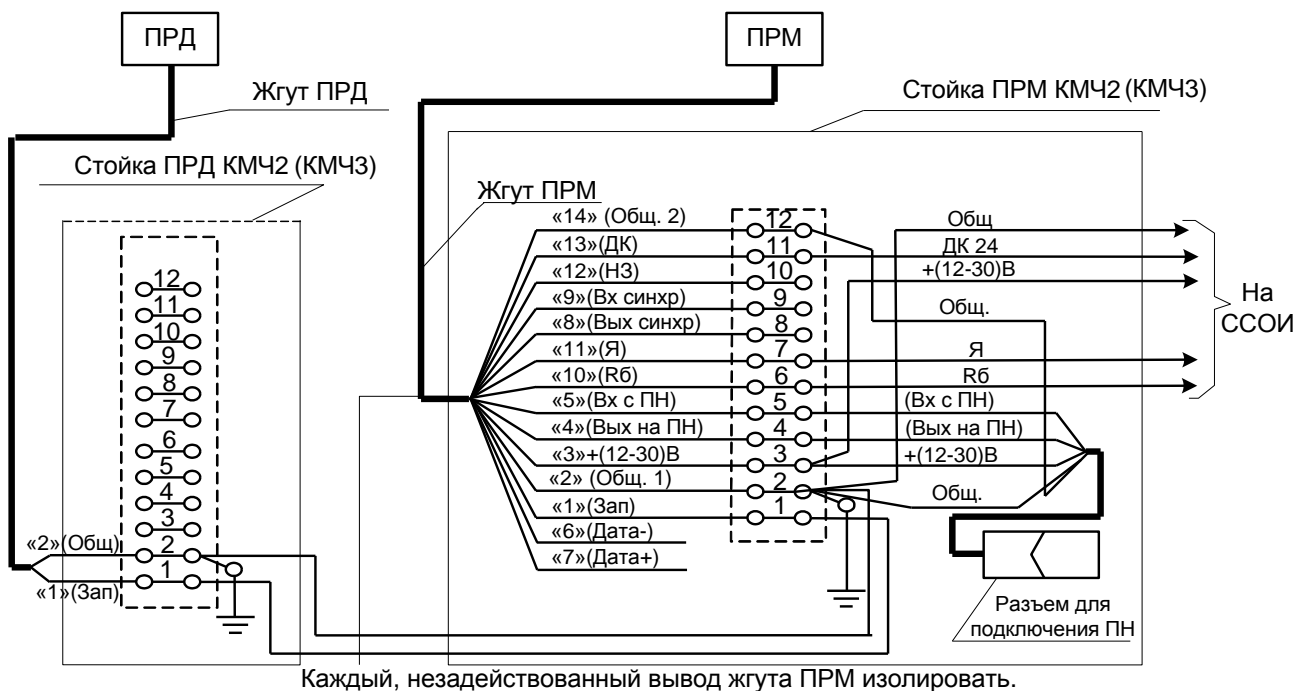 ПРД
ПРМ
Жгут ПРД
Стойка ПРМ КМЧ2 (КМЧ3)
Стойка ПРД КМЧ2 (КМЧ3)
Жгут ПРМ
«14» (Общ. 2)
12
Общ
«13»(ДК)
11
ДК 24
«12»(НЗ)
10
+(12-30)В
«9»(Вх синхр)
9
Общ.
«8»(Вых синхр)
8
«11»(Я)
7
Я
«10»(Rб)
6
Rб
«5»(Вх с ПН)
5
(Вх с ПН)
«4»(Вых на ПН)
4
(Вых на ПН)
«3»+(12-30)В
3
+(12-30)В
«2» (Общ. 1)
2
Общ.
«1»(Зап)
1
«6»(Дата-)
«7»(Дата+)
На
ССОИ
12
11
10
9
8
7
6
5
4
3
«2»(Общ)
2
1
«1»(Зап)
Разъем для
подключения ПН
Каждый, незадействованный вывод жгута ПРМ изолировать.